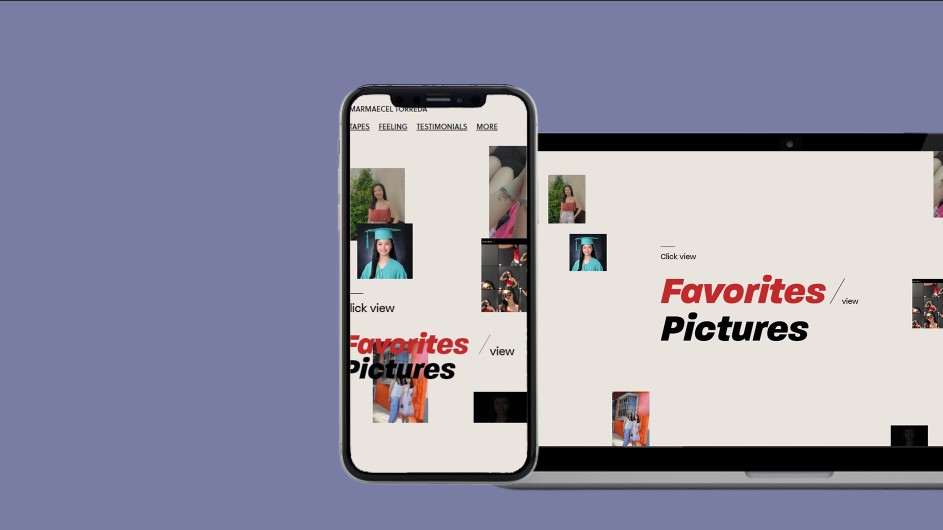 MARMAECEL TORREDA
TAPES FEELING TESTIMONIALS MORE
lick view
Favorites
Pictures
view
Click view
Favorites
Pictures
view